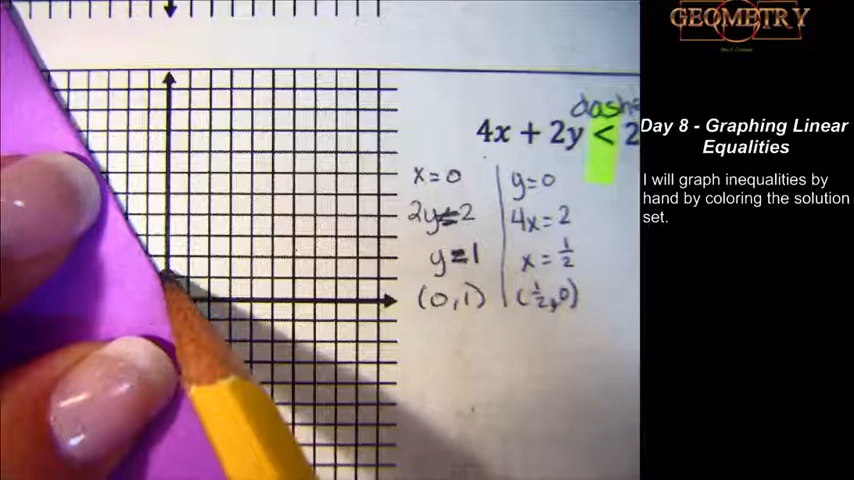 GEOMETRY
Day 8 - Graphing Linear
Equalities
I will graph inequalities by
hand by coloring the solution
set.
dashe
4x + 2y < 2
x=0
2y=2
y=1
(0,1)
y=0
4x=2
x=1/2
(1/2,0)